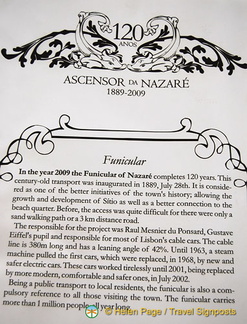 120
ANOS
ASCENSOR DA NAZARÉ
1889-2009
Funicular
In the year 2009 the Funicular of Nazaré completes 120 years. This
century-old transport was inaugurated in 1889, July 28th. It is consid-
ered as one of the better initiatives of the town's history; allowing the
growth and development of Sítio as well as a better connection to the
beach quarter. Before, the access was quite difficult for there were only a
sand walking path or a 3 km distance road.
The responsible for the project was Raul Mesnier du Ponsard, Gustave
Eiffel's pupil and responsible for most of Lisbon's cable cars. The cable
line is 380m long and has a leaning angle of 42%. Until 1963, a steam
machine pulled the first cars, which were replaced, in 1968, by new and
safer electric cars. These cars worked tirelessly until 2001, being replaced
by more modern, comfortable and safer ones, in July 2002.
Being a public transport to local residents, the funicular is also a com-
pulsory reference to all those visiting the town. The funicular carries
more than 1 million people all year long.
© Helen Page / Travel Signposts